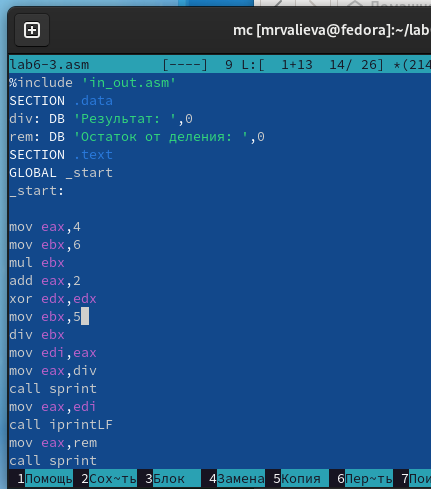 mc [mrvalieva@fedora]:~/lab
lab6-3.asm [----] 9 L:[ 1+13 14/ 26] *(214
%include 'in_out.asm'
SECTION .data
div: DB 'Результат: ',0
rem: DB 'Остаток от деления: ',0
SECTION .text
GLOBAL _start
_start:
mov eax,4
mov ebx,6
mul ebx
add eax,2
xor edx,edx
mov ebx,5
div ebx
mov edi,eax
mov eax,div
call sprint
mov eax,edi
call iprintLF
mov eax,rem
call sprint
1Помощь 2Сох~ть 3Блок 4Замена 5Копия 6Пер~ть 7Пои